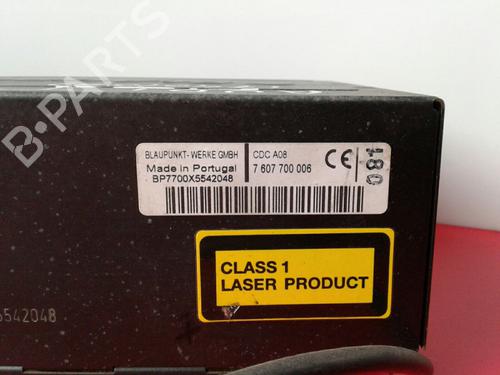 B-PARTS
BLAUPUNKT-WERKE GMBH
Made in Portugal
BP7700X5542048
CDC A08
7 607 700 006
CE
180
CLASS 1
LASER PRODUCT
5542048